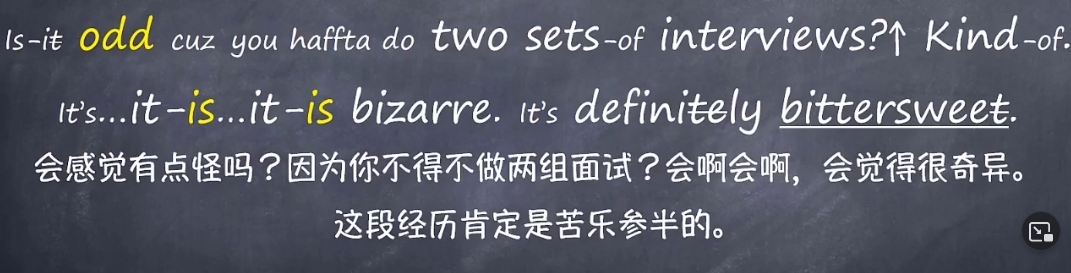 Is-it odd cuz you haffta do two sets-of interviews?↑ Kind-of.
It's...it-is...it-is bizarre. It's definitely bittersweet.
会感觉有点怪吗？因为你不得不做两组面试？会啊会啊，会觉得很奇异。
这段经历肯定是苦乐参半的。